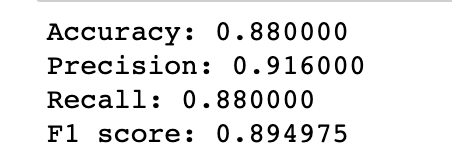 Accuracy: 0.880000
Precision: 0.916000
Recall: 0.880000
F1 score: 0.894975